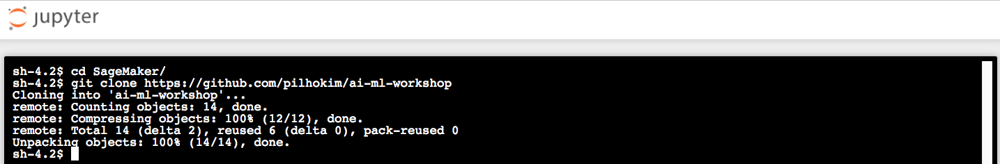 jupyter
sh-4.2$ cd SageMaker/
sh-4.2$ git clone https://github.com/pilhokim/ai-ml-workshop
Cloning into 'ai-ml-workshop'...
remote: Counting objects: 14, done.
remote: Compressing objects: 100% (12/12), done.
remote: Total 14 (delta 2), reused 6 (delta 0), pack-reused 0
Unpacking objects: 100% (14/14), done.
sh-4.2$